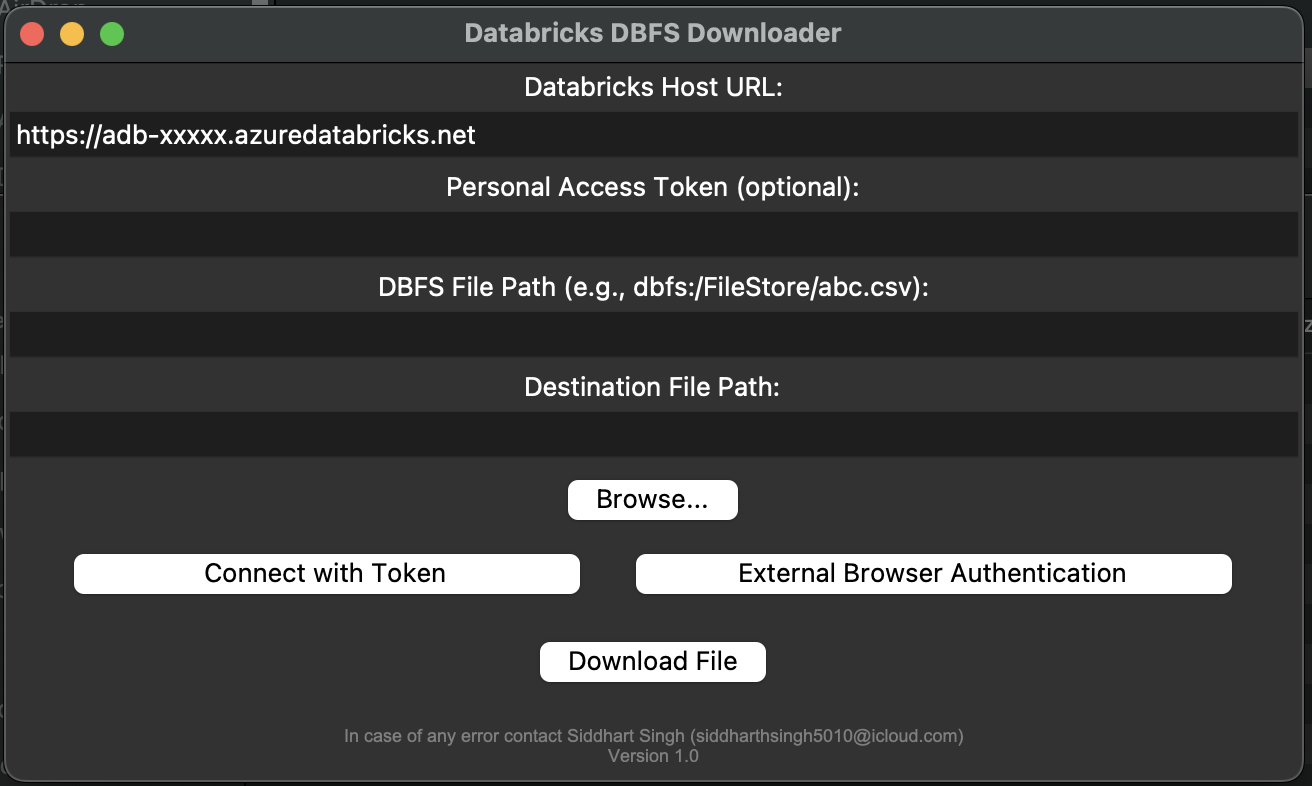 Databricks DBFS Downloader
Databricks Host URL:
https://adb-xxxxx.azuredatabricks.net
Personal Access Token (optional):
DBFS File Path (e.g., dbfs:/FileStore/abc.csv):
Destination File Path:
Browse...
Connect with Token
External Browser Authentication
Download File
In case of any error contact Siddhart Singh (siddharthsingh5010@icloud.com)
Version 1.0